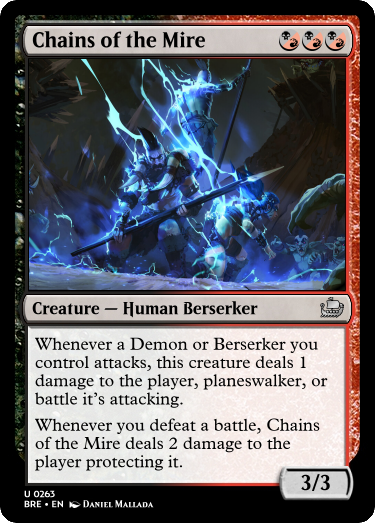 Chains of the Mire
Creature — Human Berserker
Whenever a Demon or Berserker you
control attacks, this creature deals 1
damage to the player, planeswalker, or
battle it's attacking.
Whenever you defeat a battle, Chains
of the Mire deals 2 damage to the
player protecting it.
3/3
U 0263
BRE • EN Daniel Mallada